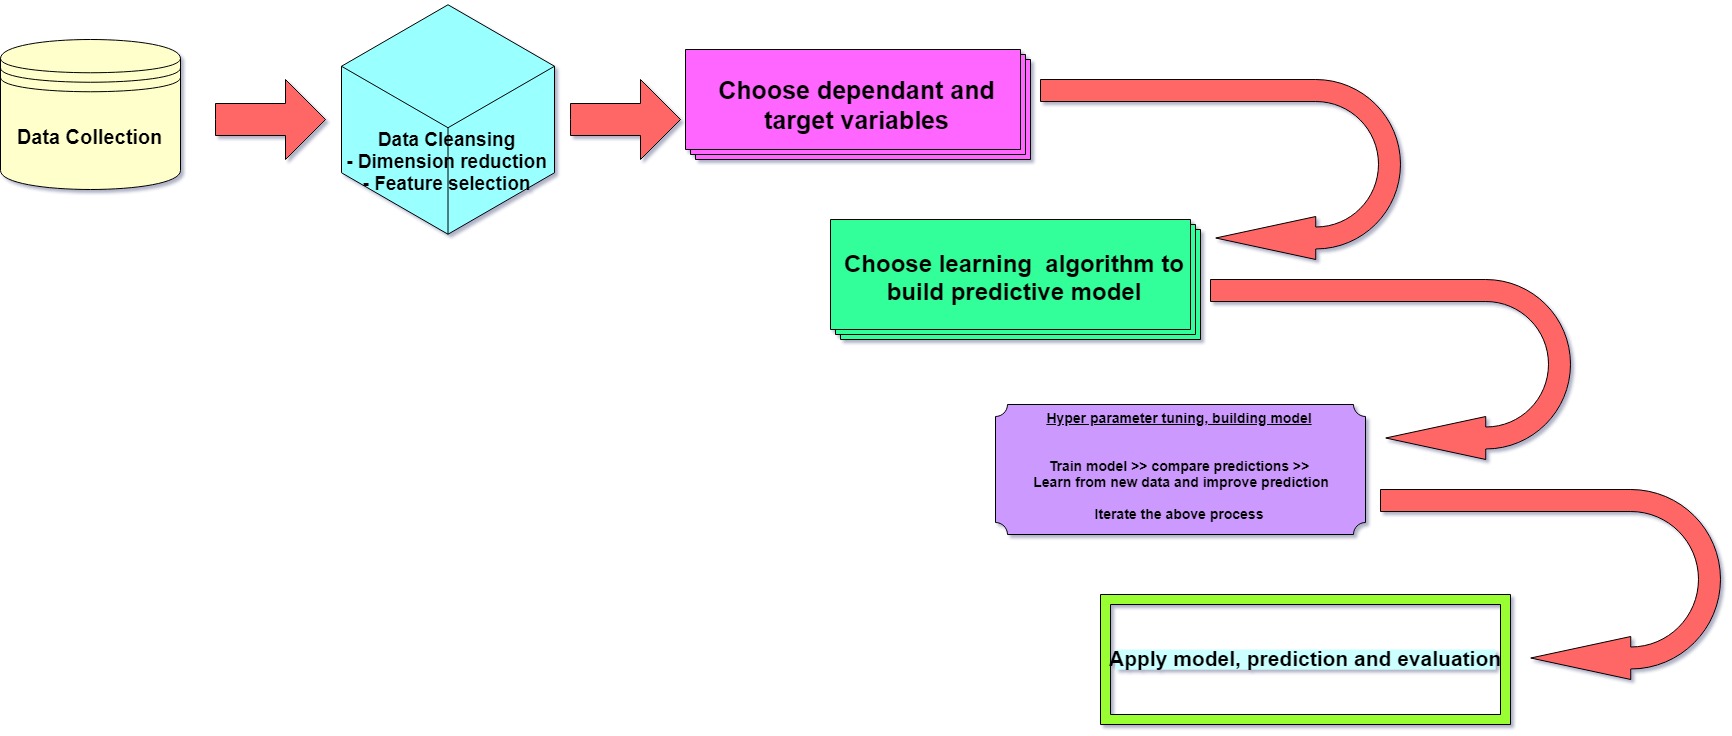 Data Collection
Data Cleansing
- Dimension reduction
- Feature selection
Choose dependant and
target variables
Choose learning  algorithm to
build predictive model
Hyper parameter tuning, building model
Train model >> compare predictions >>
Learn from new data and improve prediction
Iterate the above process
Apply model, prediction and evaluation